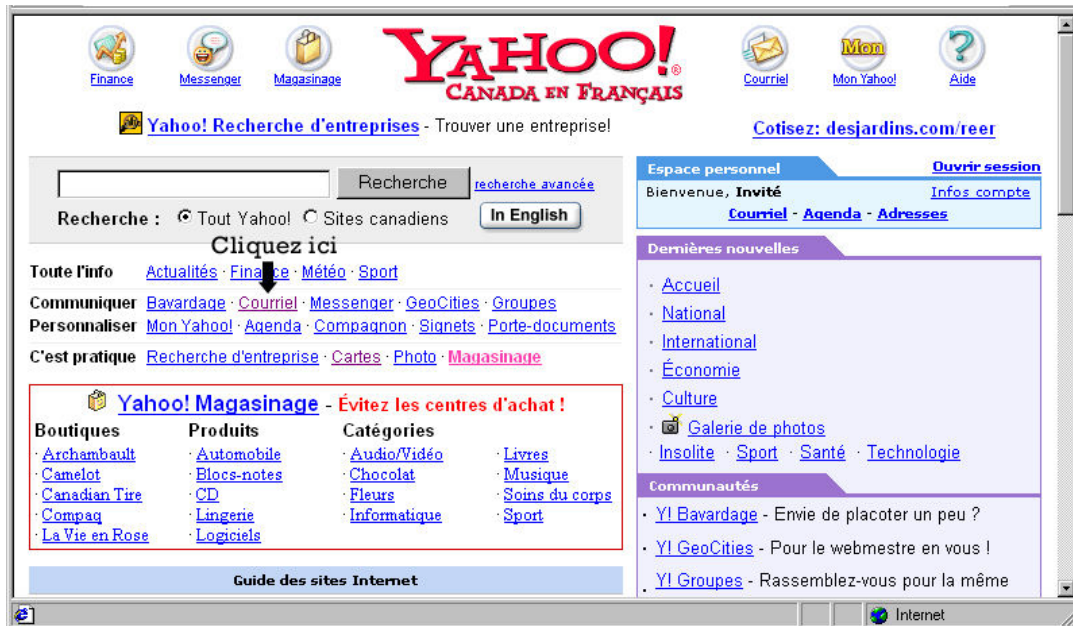 Finance
Messenger
Magasinage
YAHOO!
CANADA EN FRANÇAIS
Courriel
Mon
Mon Yahoo!
Aide
Yahoo! Recherche d'entreprises - Trouver une entreprise!
Cotisez: desjardins.com/reer
Recherche
recherche avancée
Recherche : Tout Yahoo! Sites canadiens
In English
Cliquez ici
Toute l'info Actualités · Finance · Météo · Sport
Communiquer Bavardage · Courriel · Messenger · GeoCities · Groupes
Personnaliser Mon Yahoo! · Agenda · Compagnon · Signets · Porte-documents
C'est pratique Recherche d'entreprise · Cartes · Photo · Magasinage
Yahoo! Magasinage - Évitez les centres d'achat !
Boutiques
· Archambault
· Camelot
· Canadian Tire
· Compaq
· La Vie en Rose
Produits
· Automobile
· Blocs-notes
· CD
· Lingerie
· Logiciels
Catégories
· Audio/Vidéo
· Chocolat
· Fleurs
· Informatique
· Livres
· Musique
· Soins du corps
· Sport
Guide des sites Internet
Espace personnel
Ouvrir session
Bienvenue, Invité
Infos compte
Courriel - Agenda - Adresses
Dernières nouvelles
· Accueil
· National
· International
· Économie
· Culture
· Galerie de photos
· Insolite · Sport · Santé · Technologie
Communautés
· Y! Bavardage - Envie de placoter un peu ?
· Y! GeoCities - Pour le webmestre en vous !
· Y! Groupes - Rassemblez-vous pour la même
Internet